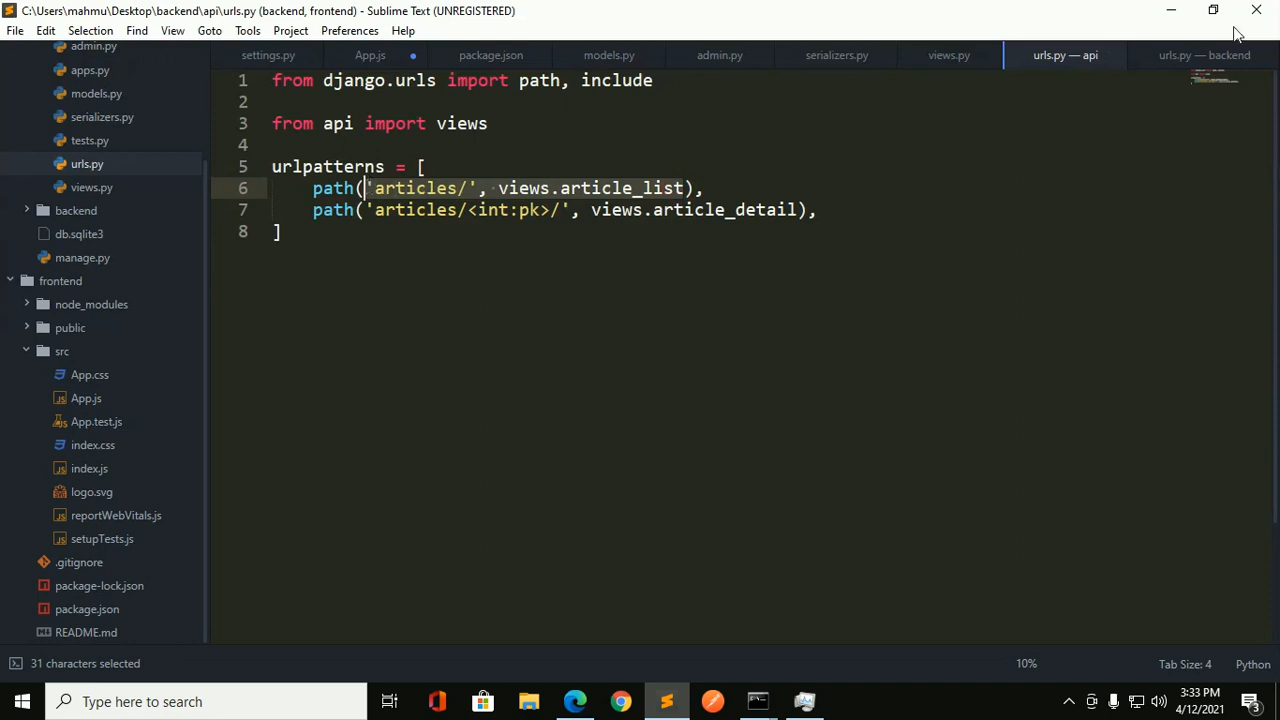 C:\Users\mahmu\Desktop\backend\api\urls.py (backend, frontend) - Sublime Text (UNREGISTERED)
File Edit Selection Find View Goto Tools Project Preferences Help
admin.py
apps.py
models.py
serializers.py
tests.py
urls.py
views.py
backend
db.sqlite3
manage.py
frontend
node_modules
public
src
App.css
App.js
App.test.js
index.css
index.js
logo.svg
reportWebVitals.js
setupTests.js
.gitignore
package-lock.json
package.json
README.md
settings.py App.js package.json models.py admin.py serializers.py views.py urls.py — api urls.py — backend
1 from django.urls import path, include
2
3 from api import views
4
5 urlpatterns = [
6 path('articles/', views.article_list),
7 path('articles/<int:pk>/', views.article_detail),
8 ]
31 characters selected 10% Tab Size: 4 Python
Type here to search
3:33 PM
4/12/2021
3